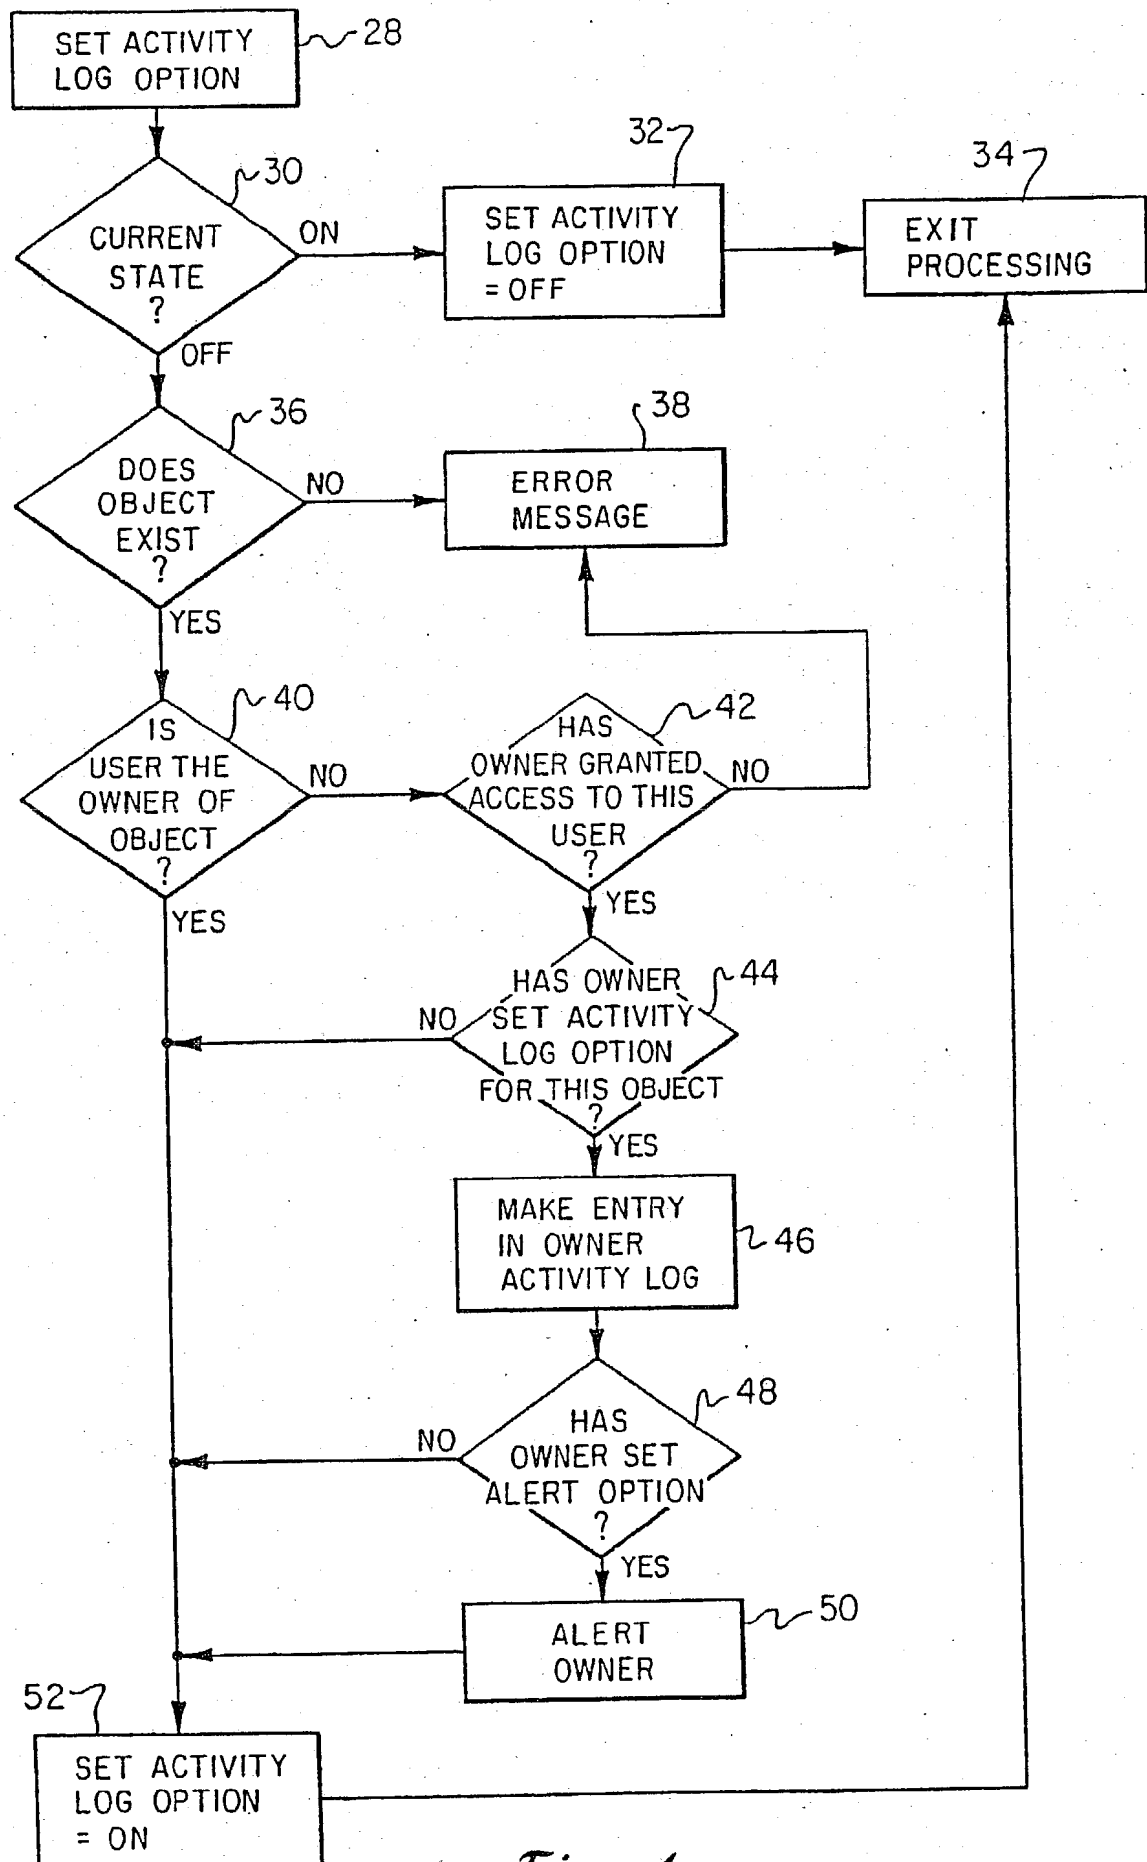 SET ACTIVITY
LOG OPTION
28
30
CURRENT
STATE
?
ON
OFF
32
SET ACTIVITY
LOG OPTION
= OFF
34
EXIT
PROCESSING
36
DOES
OBJECT
EXIST
?
NO
YES
38
ERROR
MESSAGE
40
IS
USER THE
OWNER OF
OBJECT
?
NO
YES
42
HAS
OWNER GRANTED
ACCESS TO THIS
USER
?
NO
YES
44
HAS OWNER
SET ACTIVITY
LOG OPTION
FOR THIS OBJECT
?
NO
YES
MAKE ENTRY
IN OWNER
ACTIVITY LOG
46
48
HAS
OWNER SET
ALERT OPTION
?
NO
YES
50
ALERT
OWNER
52
SET ACTIVITY
LOG OPTION
= ON